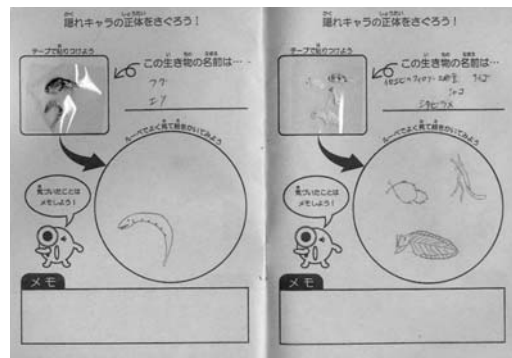 隠れキャラの正体をさぐろう！
テープで貼りつけよう
この生き物の名前は…
ルーペでよく見て絵をかいてみよう
気づいたことは
メモしよう！
メモ
隠れキャラの正体をさぐろう！
テープで貼りつけよう
この生き物の名前は…
シャコ
ルーペでよく見て絵をかいてみよう
気づいたことは
メモしよう！
メモ